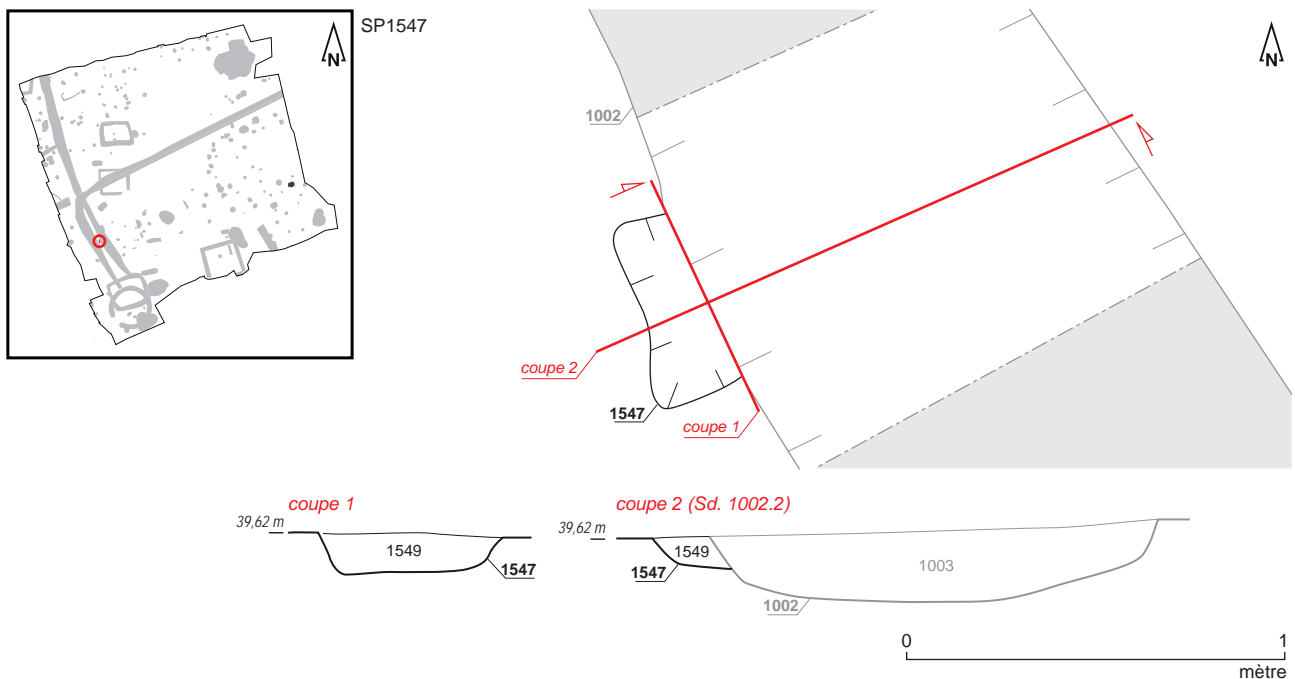 SP1547
N
N
1002
coupe 2
1547
coupe 1
coupe 1
39,62 m
1549
1547
coupe 2 (Sd. 1002.2)
39,62 m
1549
1547
1003
1002
0 1
mètre